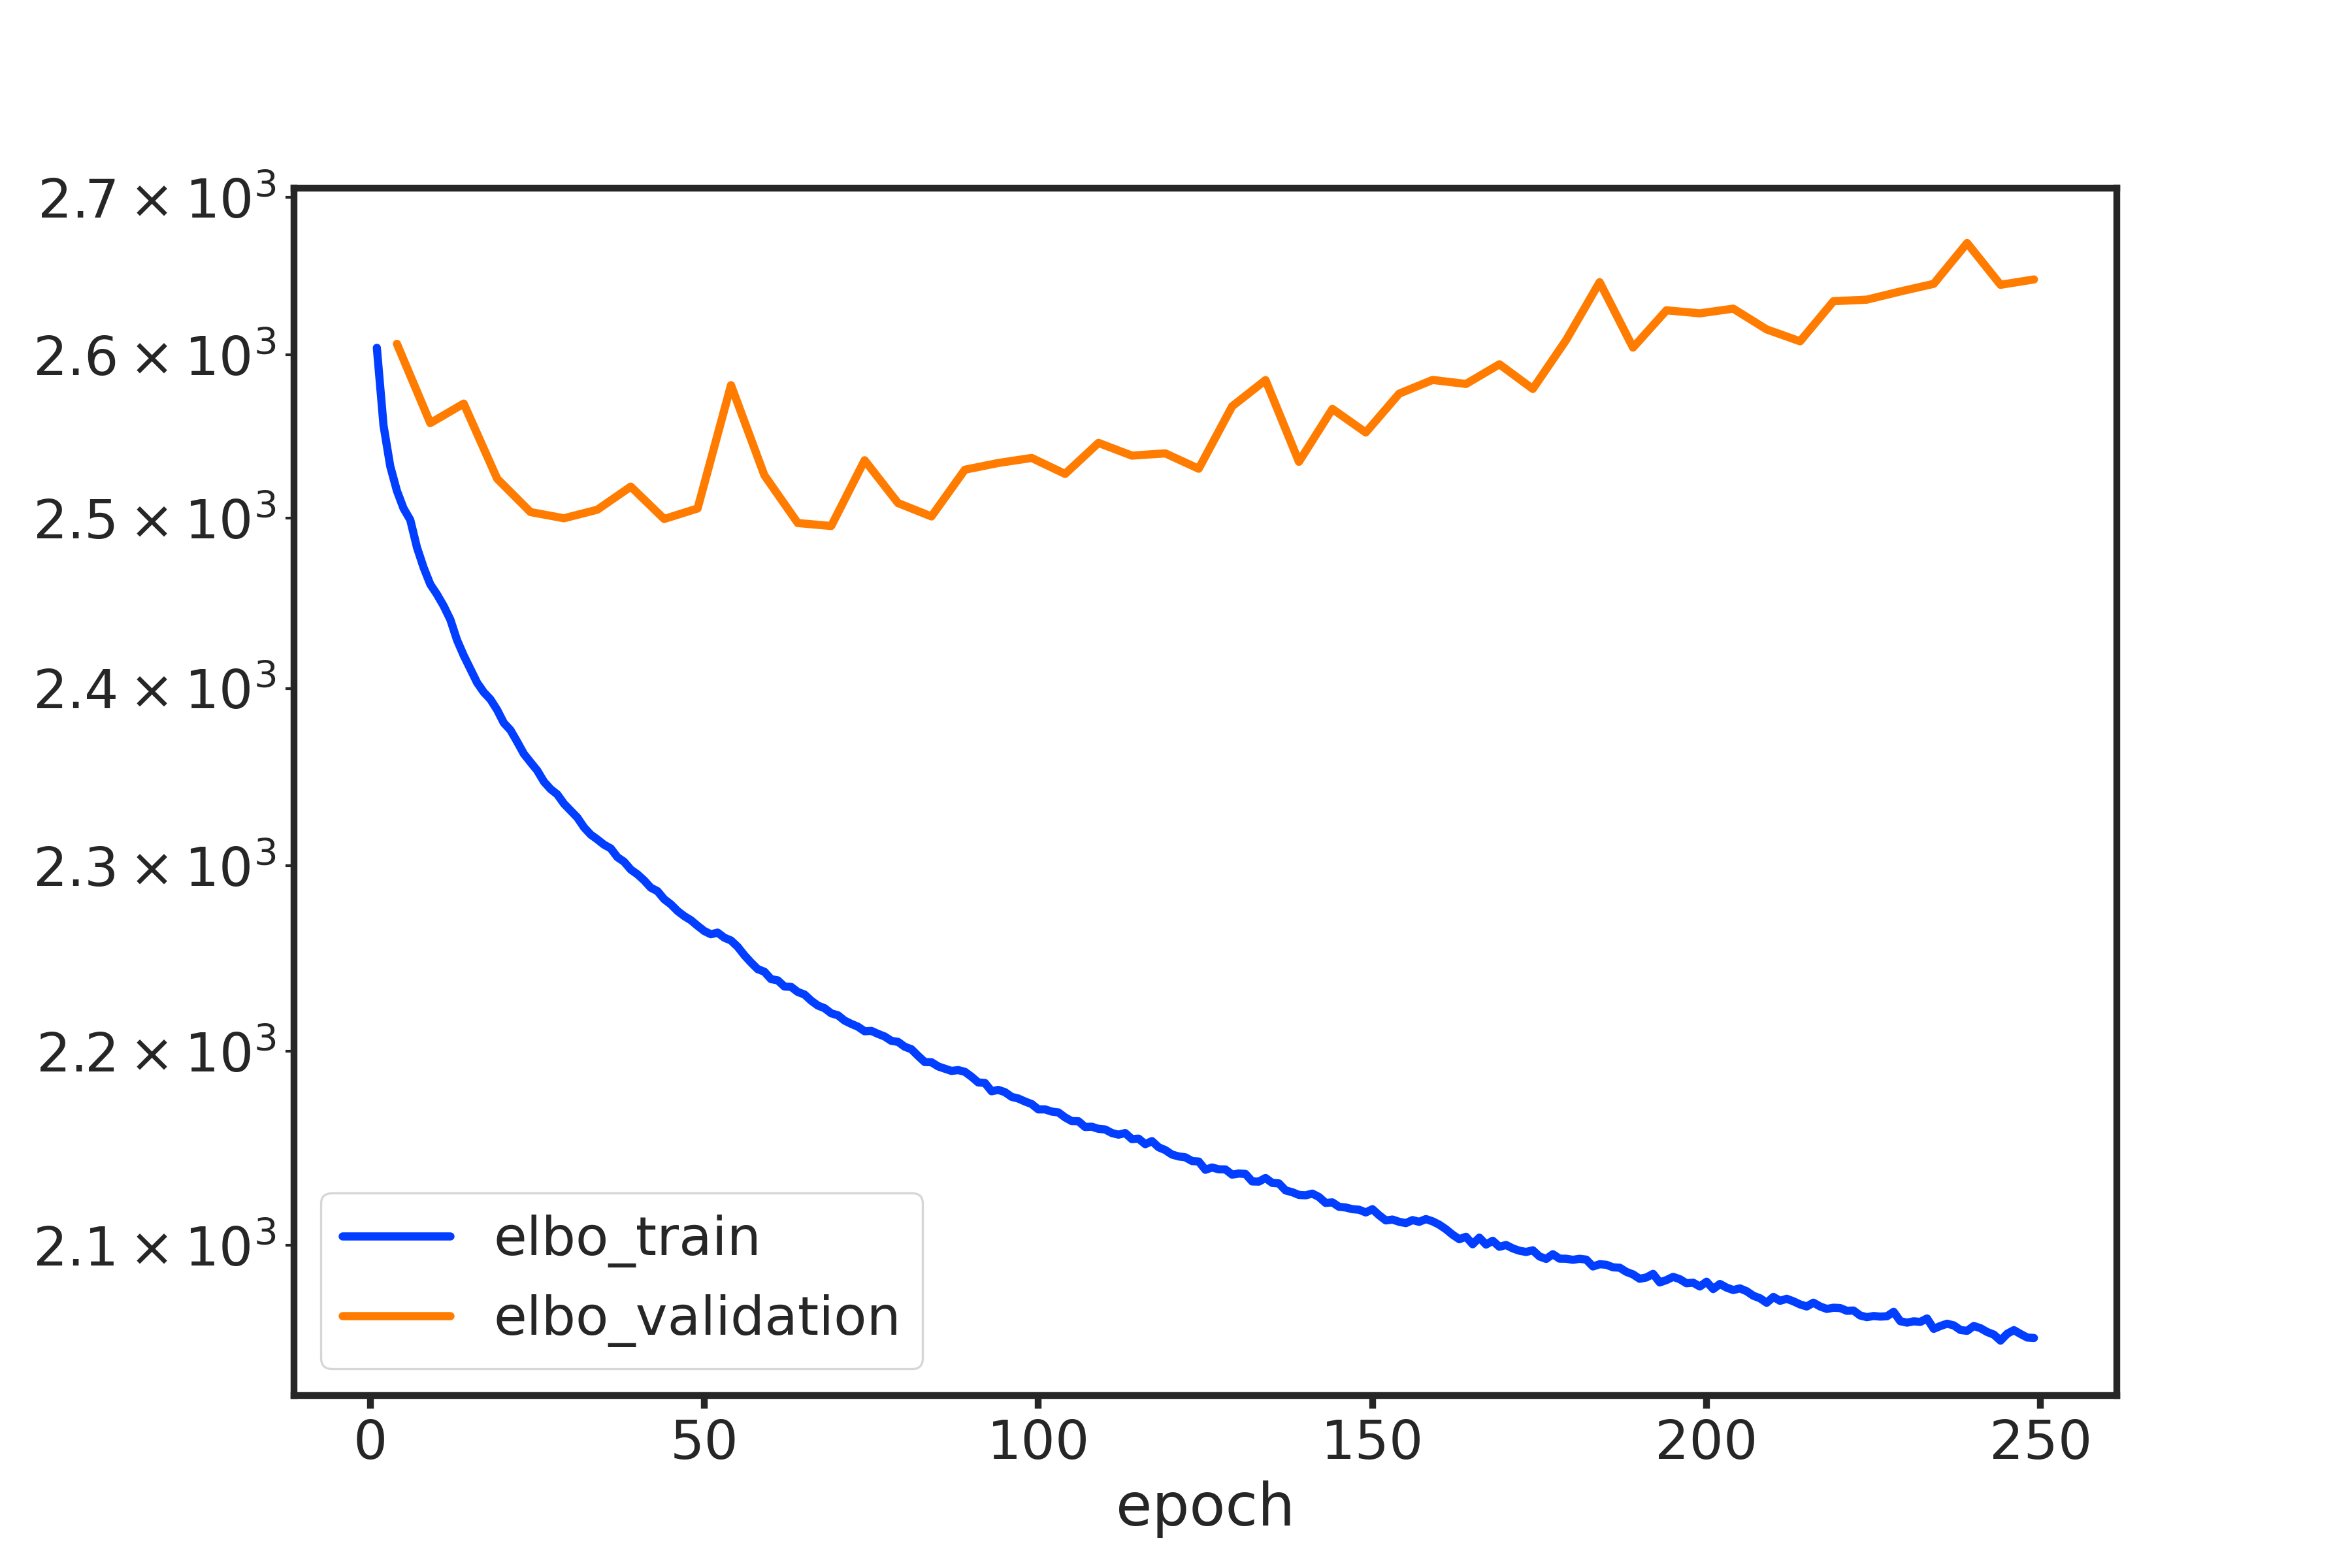 2.7 × 10³
2.6 × 10³
2.5 × 10³
2.4 × 10³
2.3 × 10³
2.2 × 10³
2.1 × 10³
elbo_train
elbo_validation
0 50 100 150 200 250
epoch